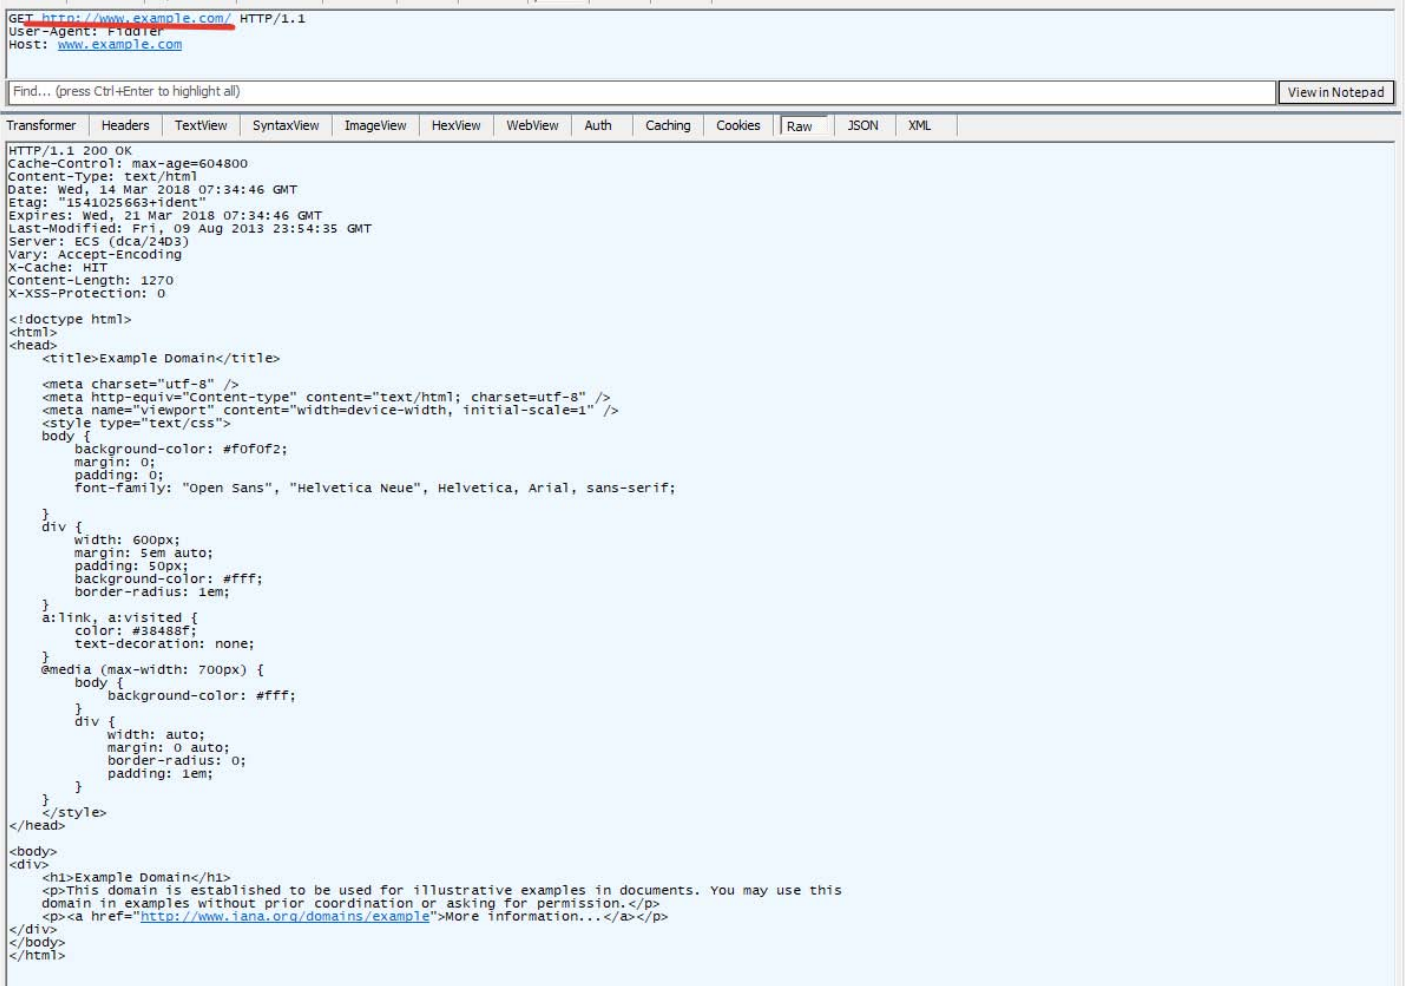 GET http://www.example.com/ HTTP/1.1
User-Agent: Fiddler
Host: www.example.com
Find... (press Ctrl+Enter to highlight all)
View in Notepad
Transformer Headers TextView SyntaxView ImageView HexView WebView Auth Caching Cookies Raw JSON XML
HTTP/1.1 200 OK
Cache-Control: max-age=604800
Content-Type: text/html
Date: Wed, 14 Mar 2018 07:34:46 GMT
Etag: "1541025663+ident"
Expires: Wed, 21 Mar 2018 07:34:46 GMT
Last-Modified: Fri, 09 Aug 2013 23:54:35 GMT
Server: ECS (dca/24D3)
Vary: Accept-Encoding
X-Cache: HIT
Content-Length: 1270
X-XSS-Protection: 0
<!doctype html>
<html>
<head>
    <title>Example Domain</title>
    <meta charset="utf-8" />
    <meta http-equiv="Content-type" content="text/html; charset=utf-8" />
    <meta name="viewport" content="width=device-width, initial-scale=1" />
    <style type="text/css">
    body {
        background-color: #f0f0f2;
        margin: 0;
        padding: 0;
        font-family: "Open Sans", "Helvetica Neue", Helvetica, Arial, sans-serif;
    }
    div {
        width: 600px;
        margin: 5em auto;
        padding: 50px;
        background-color: #fff;
        border-radius: 1em;
    }
    a:link, a:visited {
        color: #38488f;
        text-decoration: none;
    }
    @media (max-width: 700px) {
        body {
            background-color: #fff;
        }
        div {
            width: auto;
            margin: 0 auto;
            border-radius: 0;
            padding: 1em;
        }
    }
    </style>
</head>
<body>
<div>
    <h1>Example Domain</h1>
    <p>This domain is established to be used for illustrative examples in documents. You may use this
    domain in examples without prior coordination or asking for permission.</p>
    <p><a href="http://www.iana.org/domains/example">More information...</a></p>
</div>
</body>
</html>